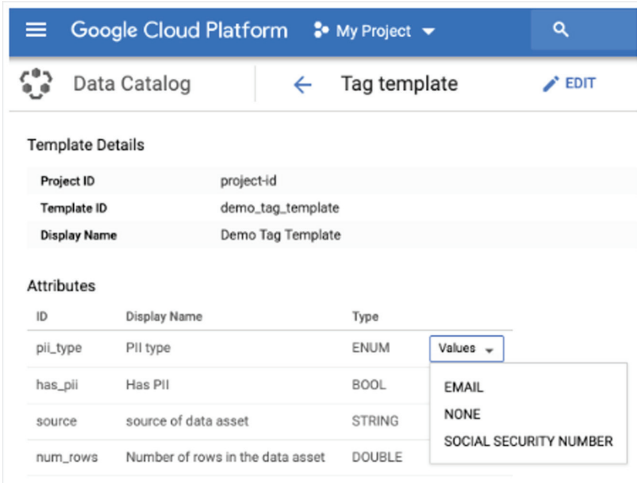 Google Cloud Platform My Project
Data Catalog Tag template EDIT
Template Details
Project ID project-id
Template ID demo_tag_template
Display Name Demo Tag Template
Attributes
ID Display Name Type
pii_type PII type ENUM Values
has_pii Has PII BOOL EMAIL
NONE
source source of data asset STRING
SOCIAL SECURITY NUMBER
num_rows Number of rows in the data asset DOUBLE